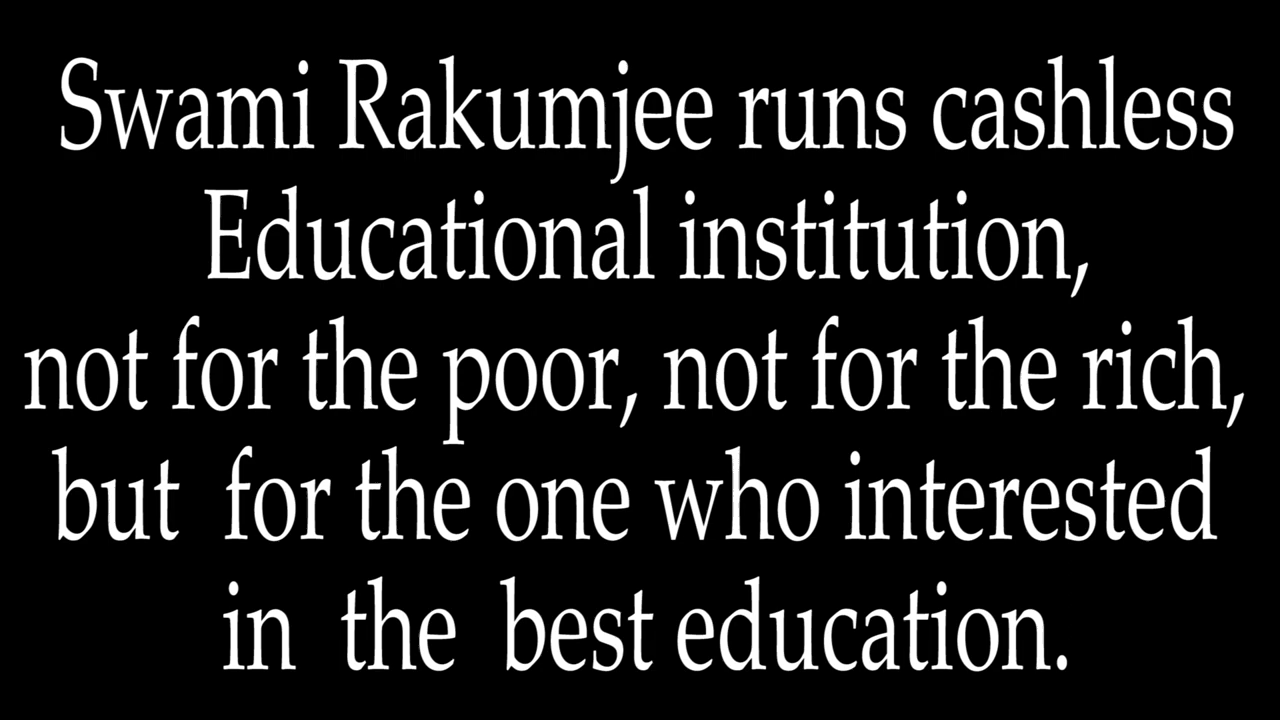 Swami Rakumjee runs cashless
Educational institution,
not for the poor, not for the rich,
but for the one who interested
in the best education.